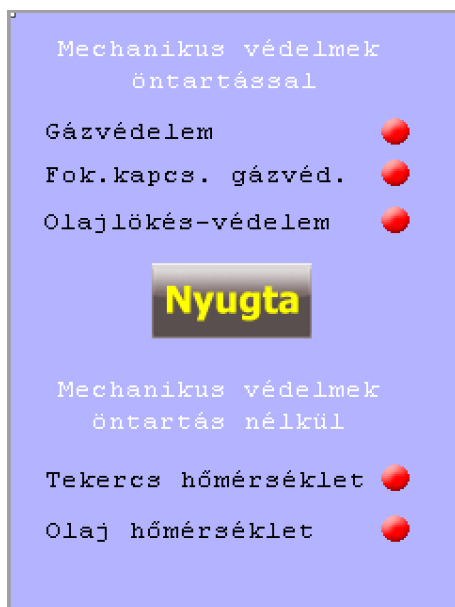 Mechanikus védelmek
öntartással
Gázvédelem
Fok.kapcs. gázvéd.
Olajlökés-védelem
Nyugta
Mechanikus védelmek
öntartás nélkül
Tekercs hőmérséklet
Olaj hőmérséklet